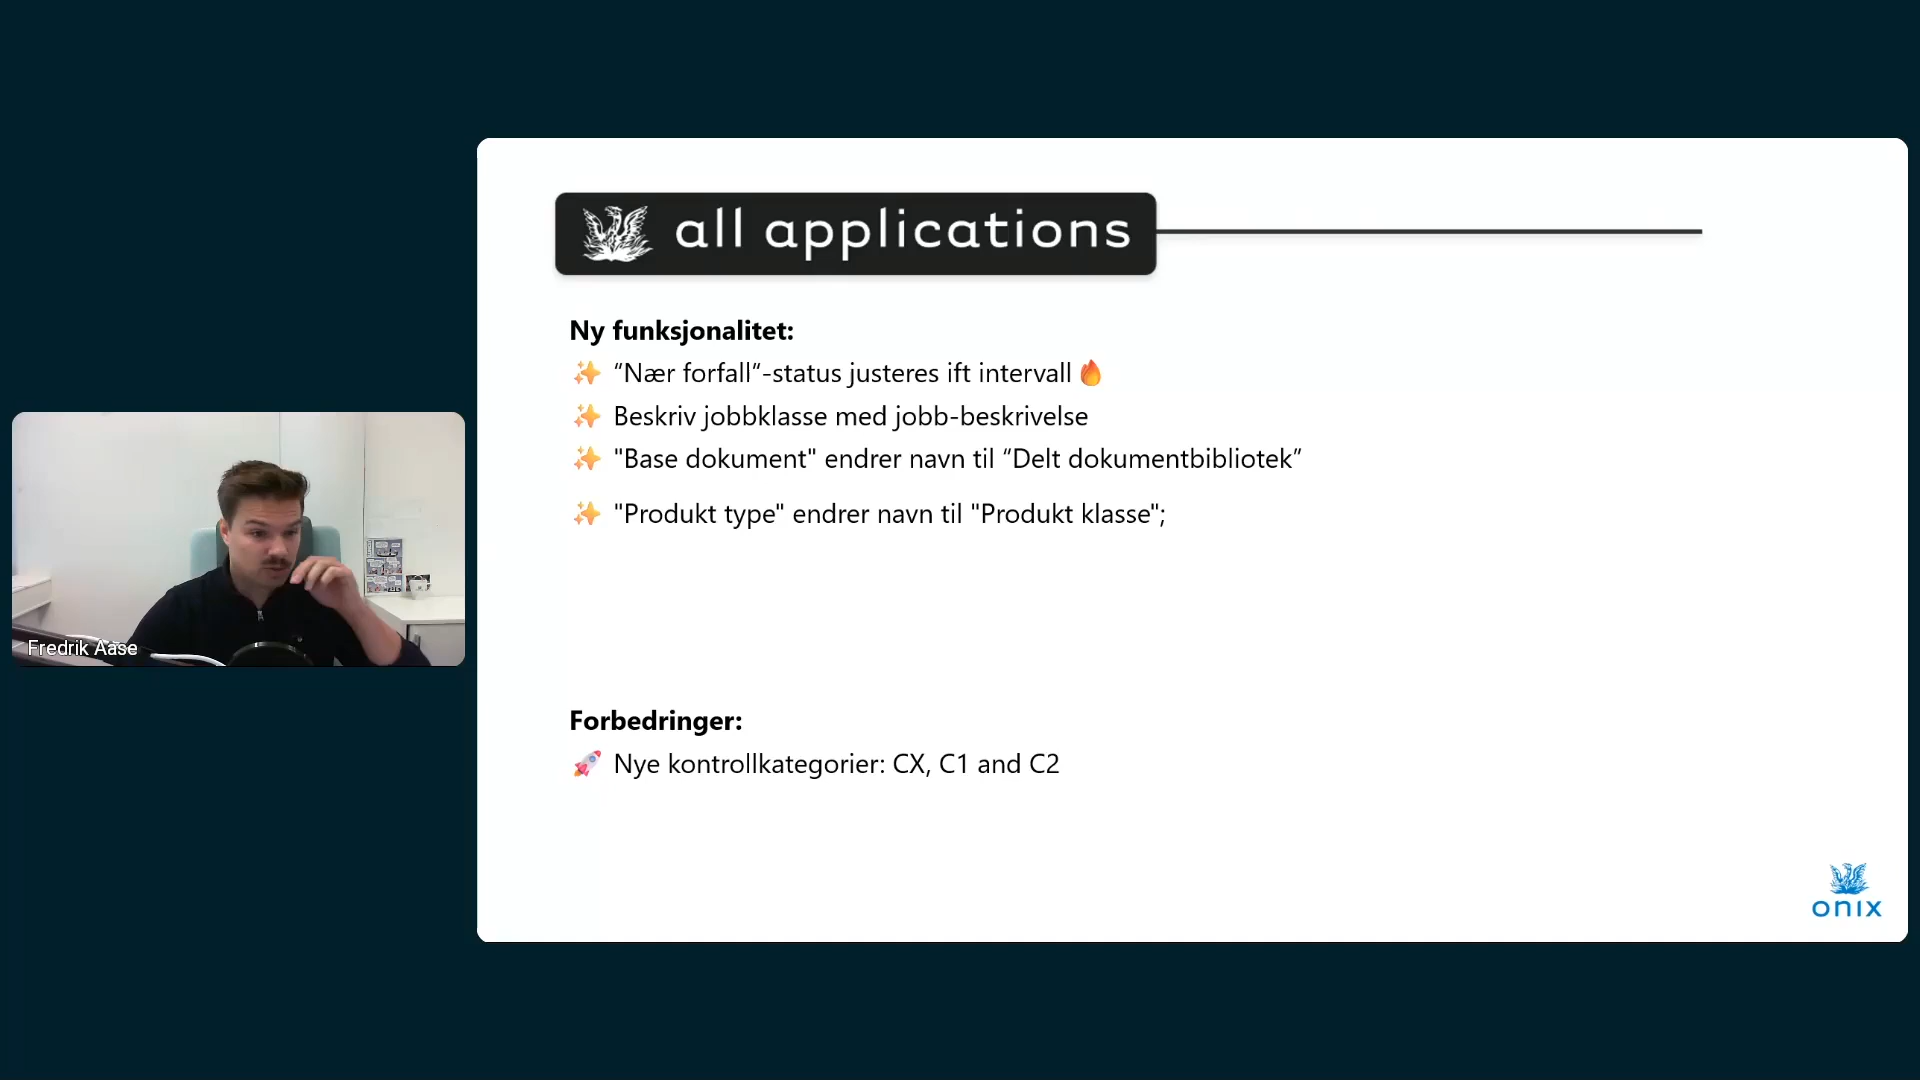 all applications
Ny funksjonalitet:
✨ “Nær forfall“-status justeres ift intervall 🔥
✨ Beskriv jobbklasse med jobb-beskrivelse
✨ "Base dokument" endrer navn til “Delt dokumentbibliotek”
✨ "Produkt type" endrer navn til "Produkt klasse";
Fredrik Aase
Forbedringer:
🚀 Nye kontrollkategorier: CX, C1 and C2
onix